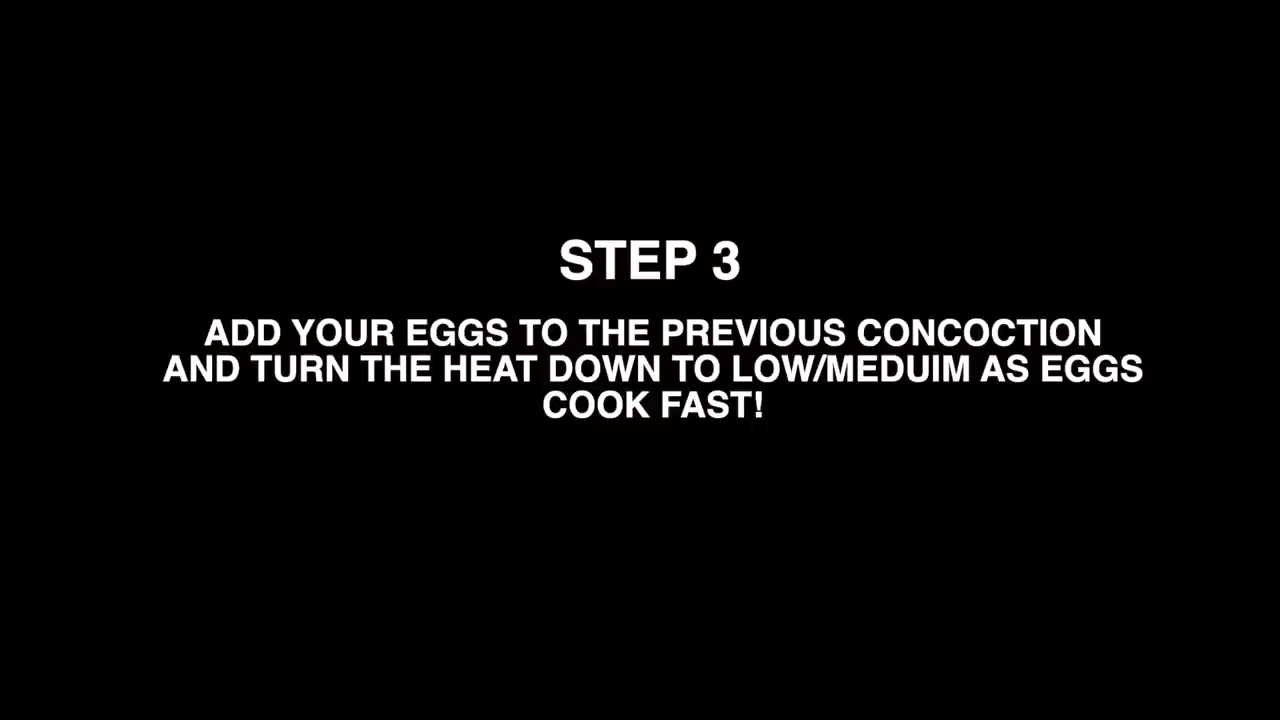 STEP 3
ADD YOUR EGGS TO THE PREVIOUS CONCOCTION
AND TURN THE HEAT DOWN TO LOW/MEDUIM AS EGGS
COOK FAST!